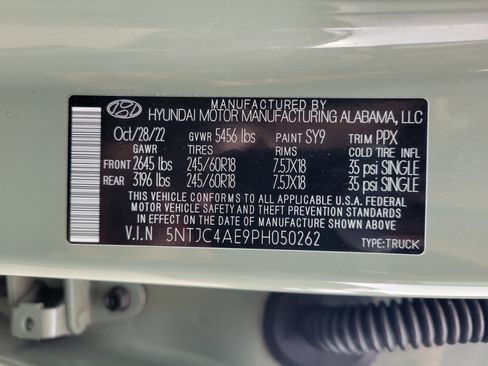 MANUFACTURED BY
HYUNDAI MOTOR MANUFACTURING ALABAMA, LLC
Oct/28/22 GVWR 5456 lbs PAINT SY9 TRIM PPX
GAWR TIRES RIMS COLD TIRE INFL
FRONT 2645 lbs 245/60R18 7.5JX18 35 psi SINGLE
REAR 3196 lbs 245/60R18 7.5JX18 35 psi SINGLE
THIS VEHICLE CONFORMS TO ALL APPLICABLE U.S.A. FEDERAL
MOTOR VEHICLE SAFETY AND THEFT PREVENTION STANDARDS
IN EFFECT ON THE DATE OF MANUFACTURE SHOWN ABOVE.
V.I.N 5NTJC4AE9PH050262 TYPE:TRUCK